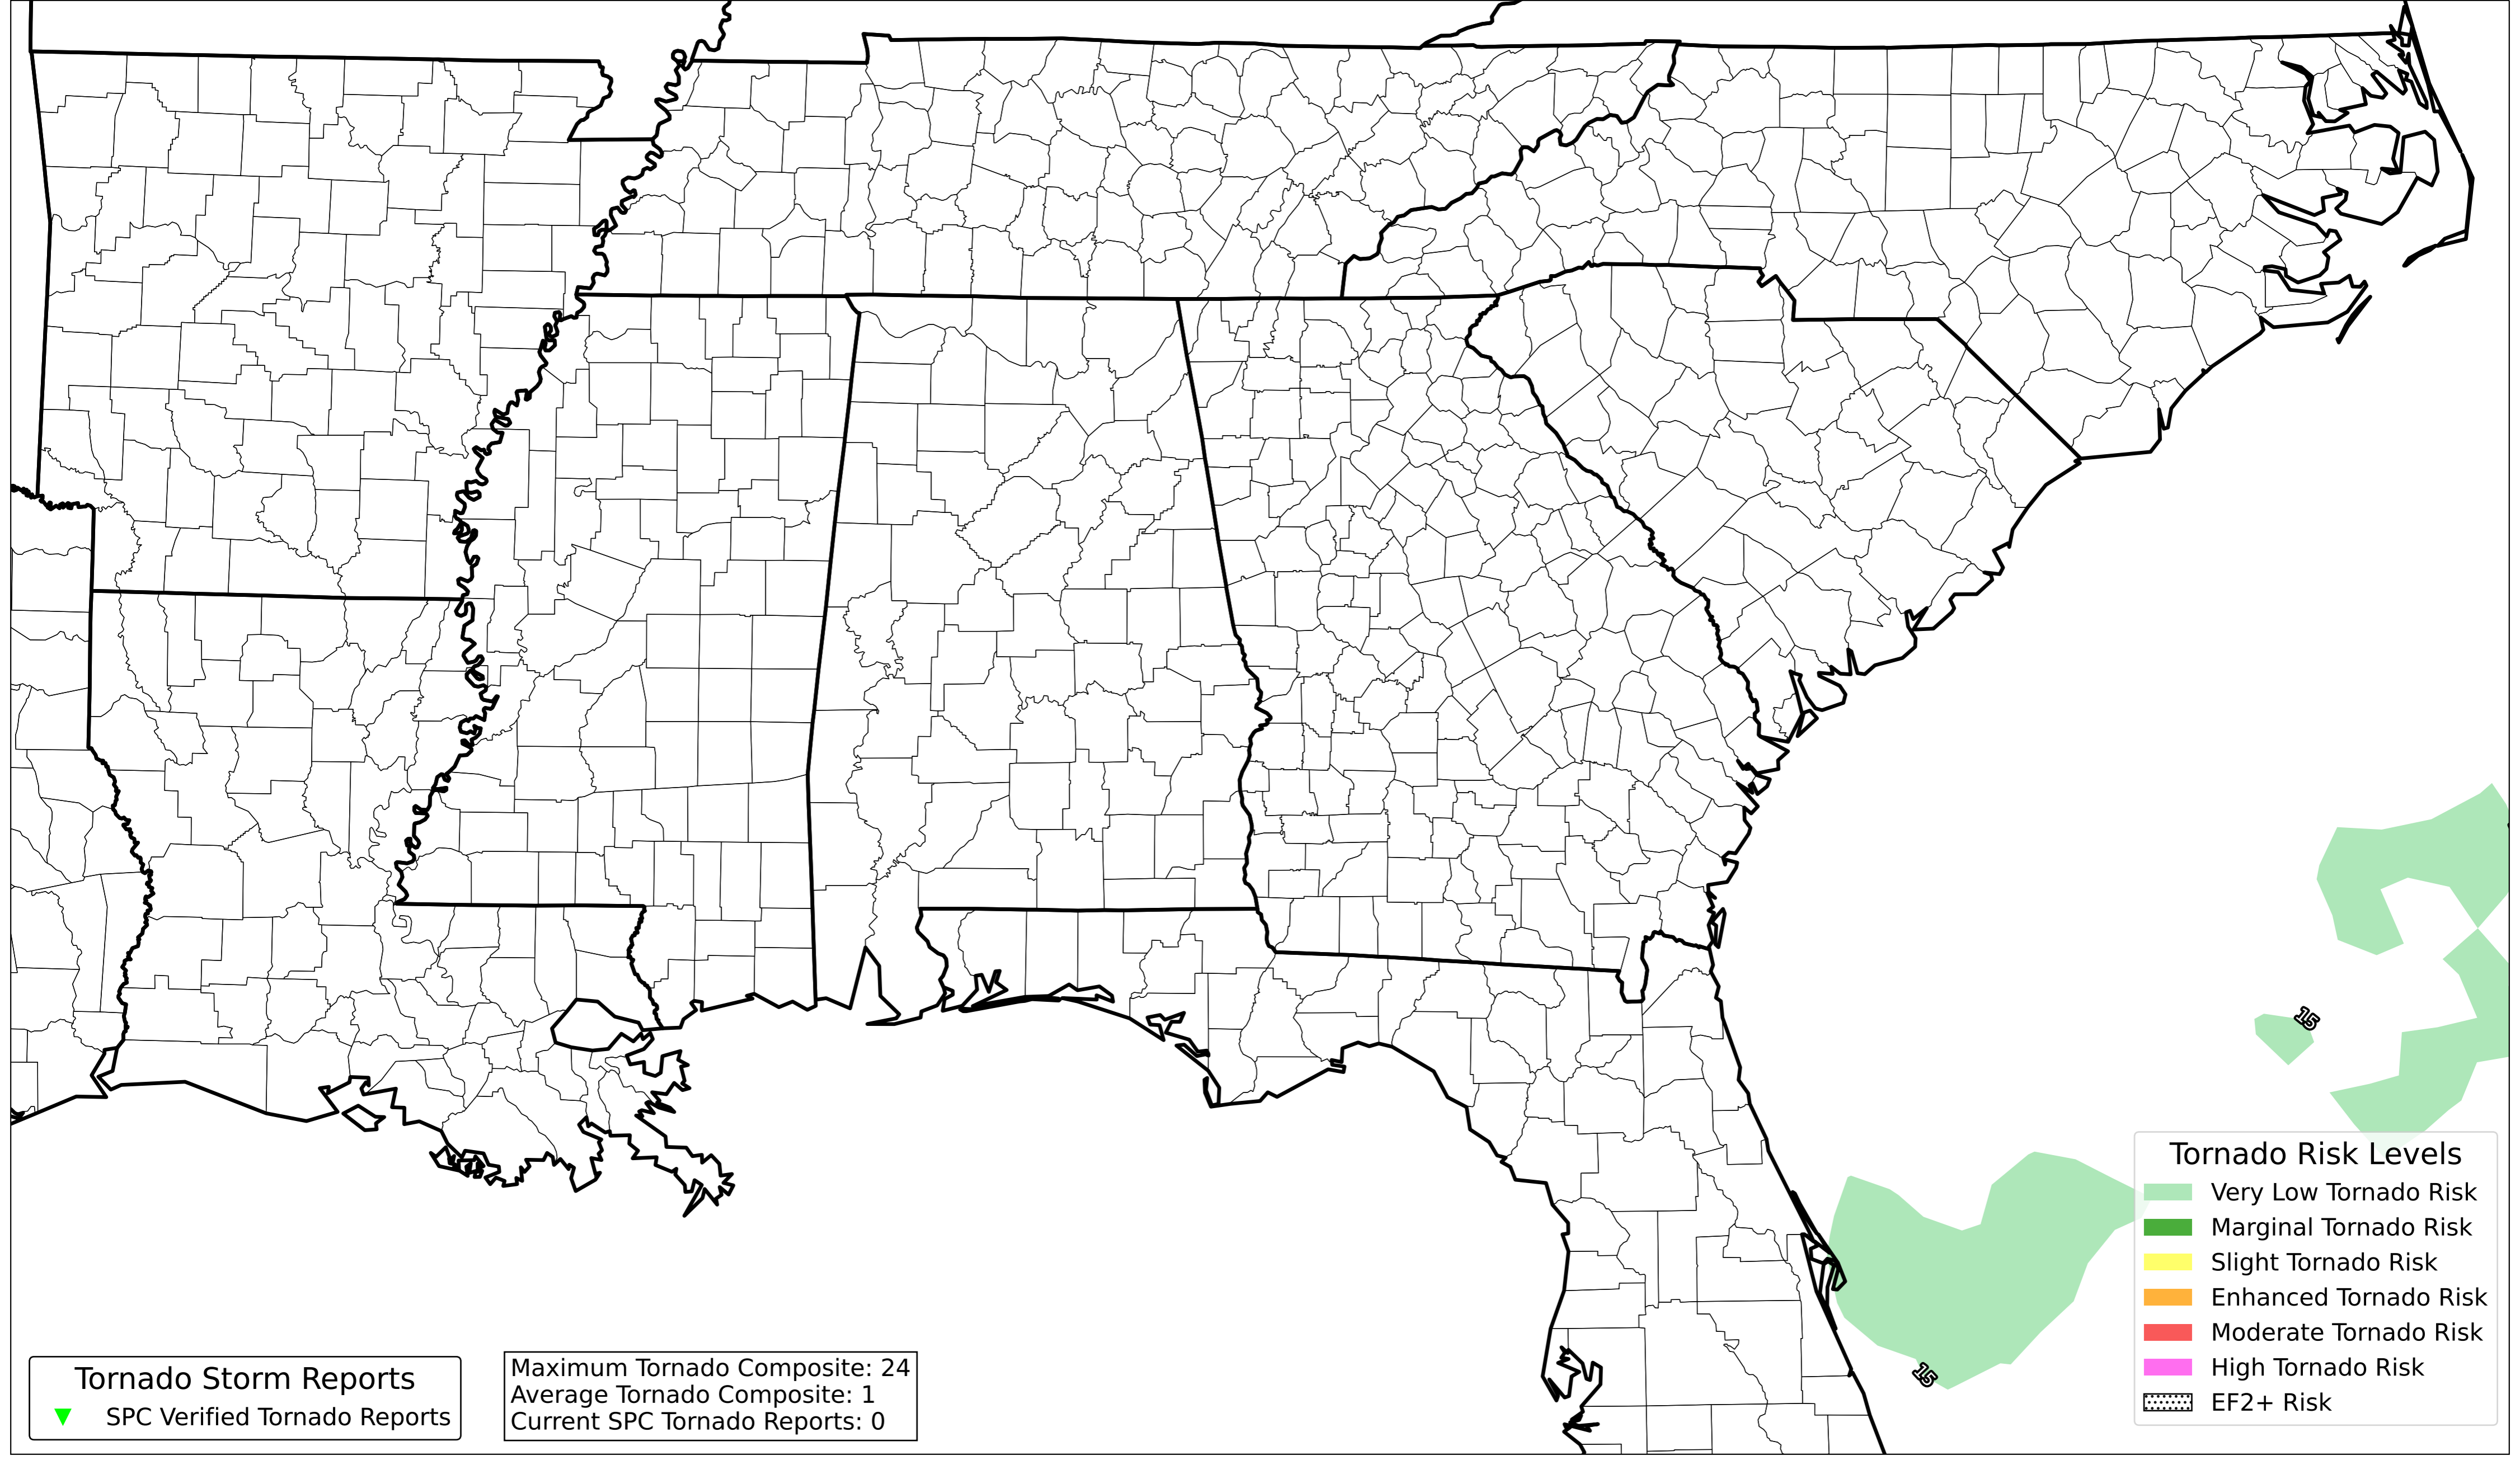 15
15
Tornado Risk Levels
Very Low Tornado Risk
Marginal Tornado Risk
Slight Tornado Risk
Enhanced Tornado Risk
Moderate Tornado Risk
High Tornado Risk
EF2+ Risk
Tornado Storm Reports
SPC Verified Tornado Reports
Maximum Tornado Composite: 24
Average Tornado Composite: 1
Current SPC Tornado Reports: 0